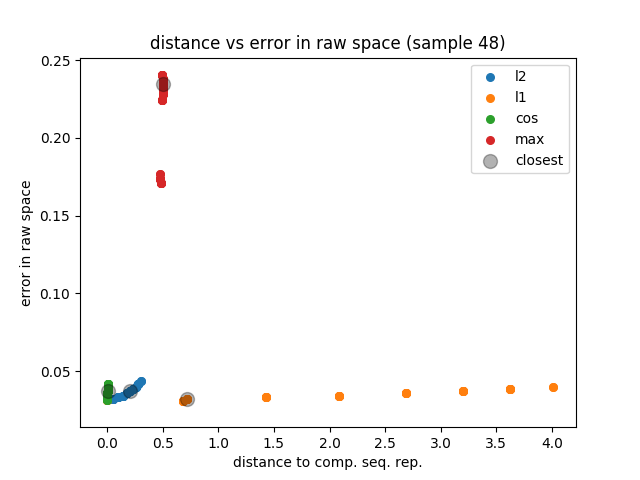 distance vs error in raw space (sample 48)
0.25
0.20
0.15
0.10
0.05
error in raw space
l2
l1
cos
max
closest
0.0 0.5 1.0 1.5 2.0 2.5 3.0 3.5 4.0
distance to comp. seq. rep.